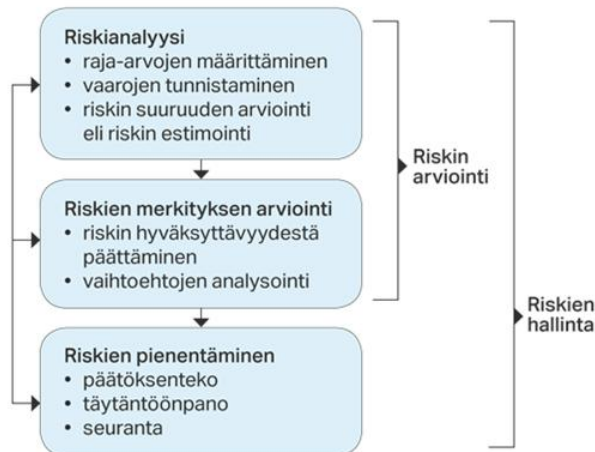 Riskianalyysi
• raja-arvojen määrittäminen
• vaarojen tunnistaminen
• riskin suuruuden arviointi
eli riskin estimointi
Riskin
arviointi
Riskien merkityksen arviointi
• riskin hyväksyttävyydestä
päättäminen
• vaihtoehtojen analysointi
Riskien
hallinta
Riskien pienentäminen
• päätöksenteko
• täytäntöönpano
• seuranta